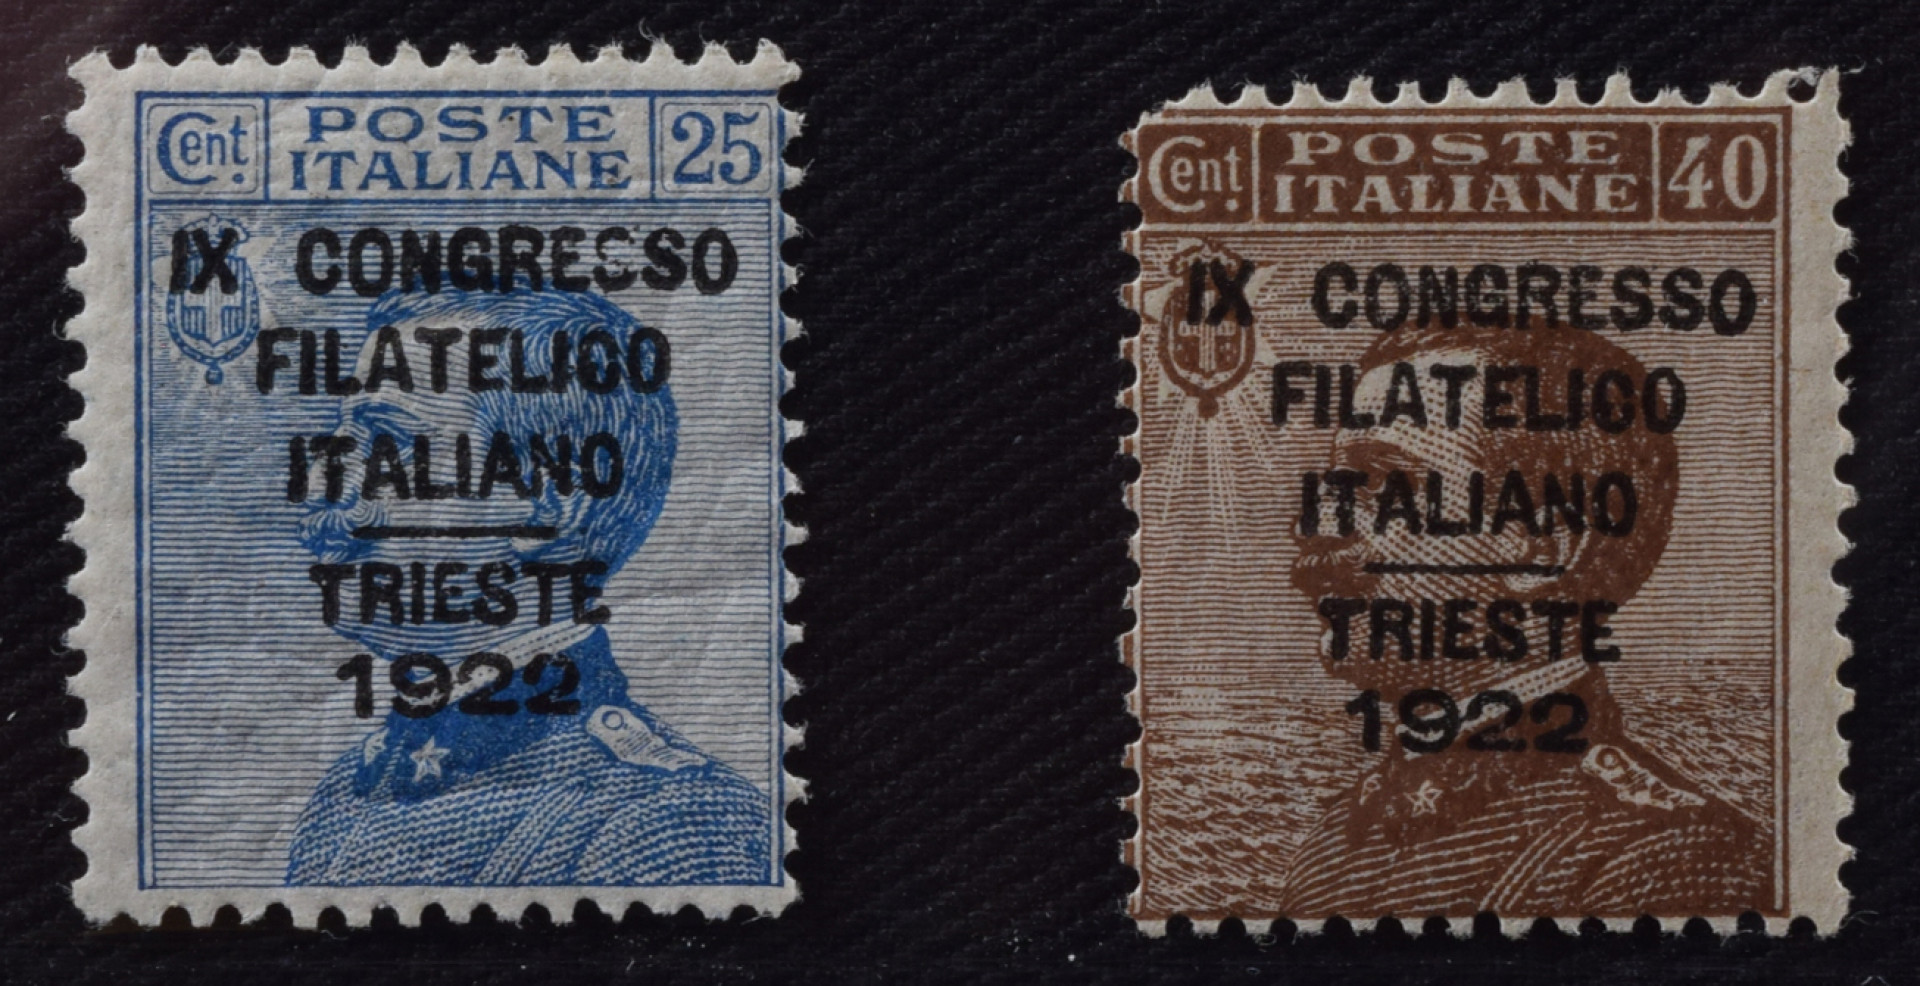 Cent. POSTE ITALIANE 25
IX CONGRESSO
FILATELICO
ITALIANO
TRIESTE
1922
Cent. POSTE ITALIANE 40
IX CONGRESSO
FILATELICO
ITALIANO
TRIESTE
1922